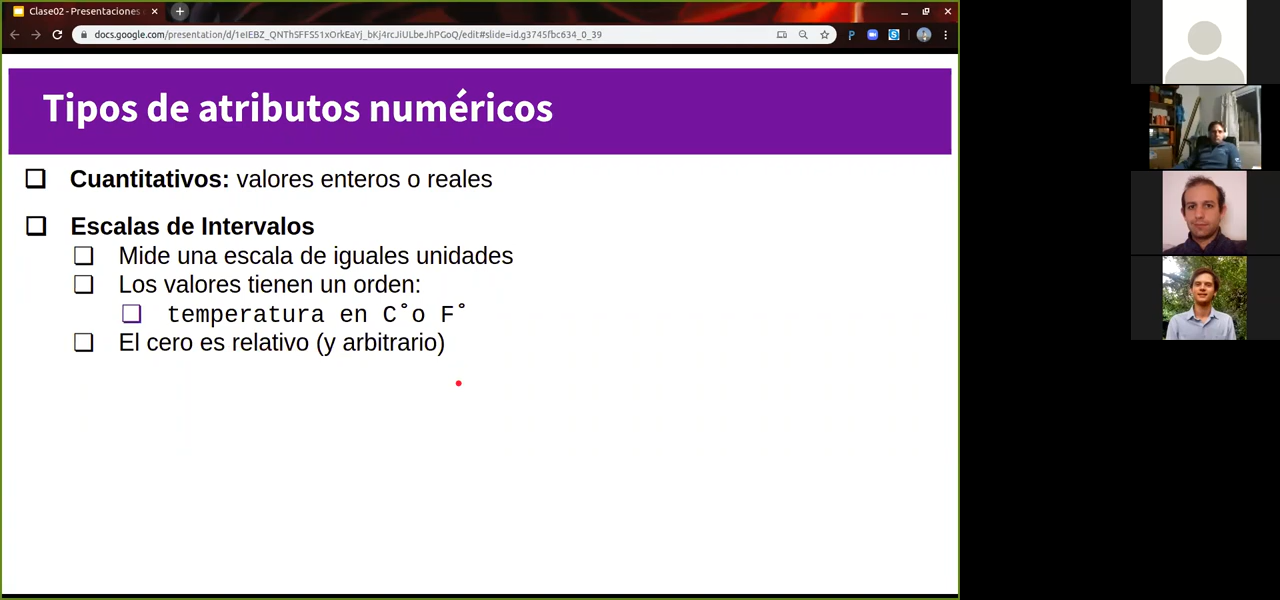 Clase02 - Presentaciones
docs.google.com/presentation/d/1eIEBZ_QNThSFFSS1xOrkEaYj_bKj4rcJiULbeJhPGoQ/edit#slide=id.g3745fbc634_0_39
Tipos de atributos numéricos
Cuantitativos: valores enteros o reales
Escalas de Intervalos
Mide una escala de iguales unidades
Los valores tienen un orden:
temperatura en C˚o F˚
El cero es relativo (y arbitrario)